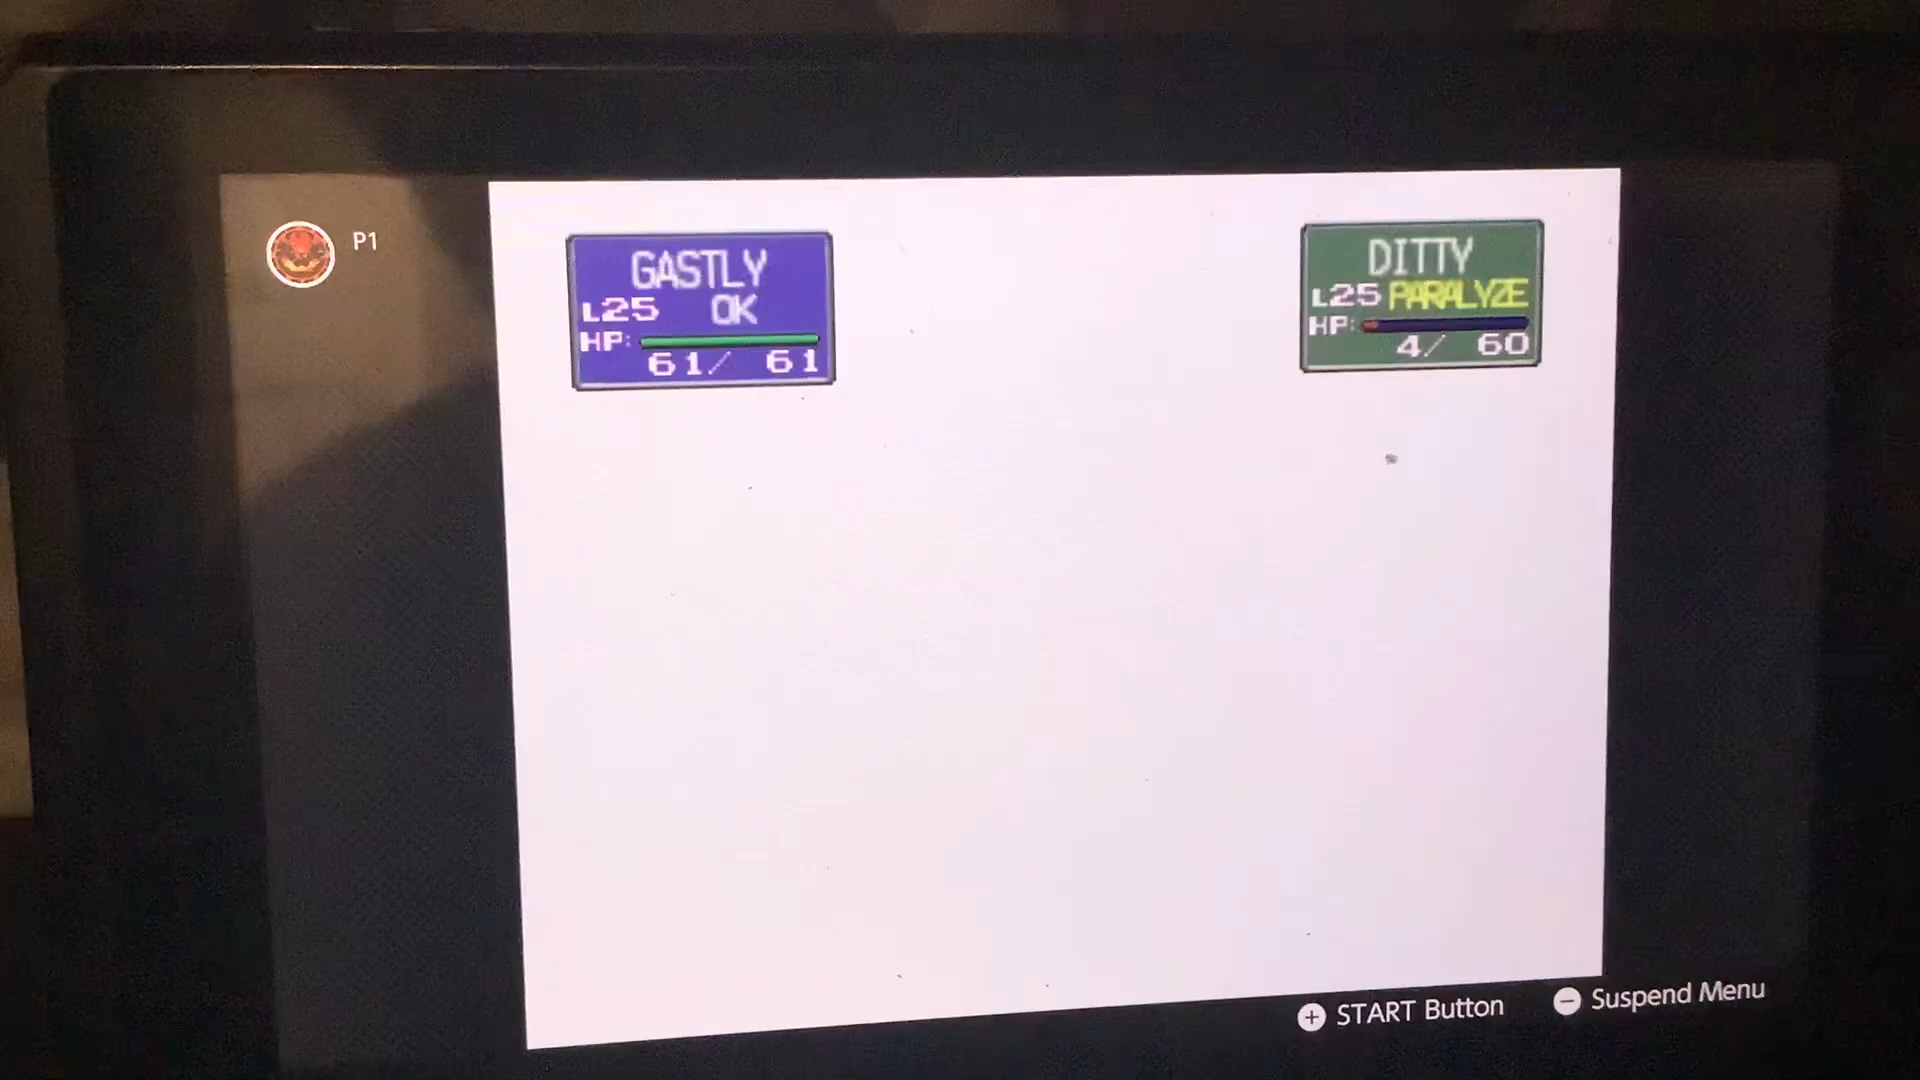 P1
GASTLY
L25 OK
HP:
61/ 61
DITTY
L25 PARALYZE
HP:
4/ 60
START Button
Suspend Menu